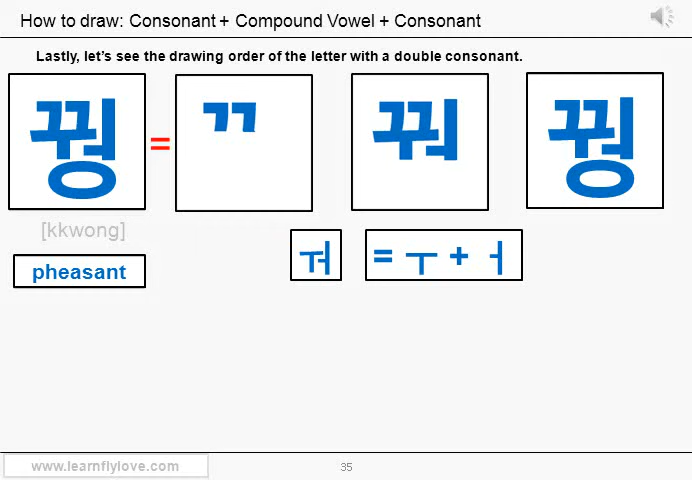 How to draw: Consonant + Compound Vowel + Consonant
Lastly, let's see the drawing order of the letter with a double consonant.
꿩 = ㄲ 꿔 꿩
[kkwong]
ㅝ = ㅜ + ㅓ
pheasant
www.learnflylove.com 35